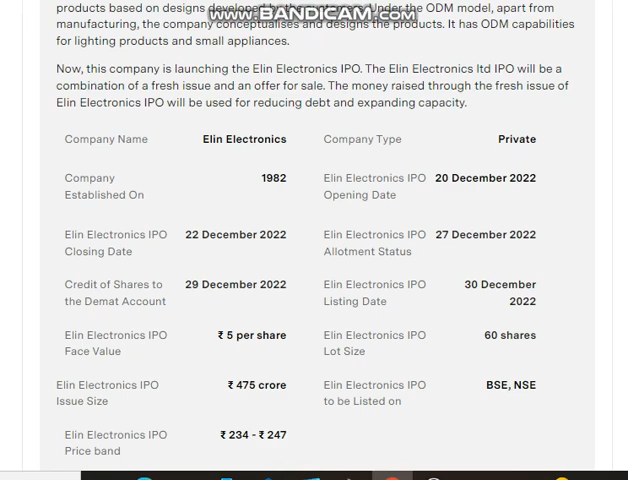 products based on designs developed by the customers. Under the ODM model, apart from
www.BANDICAM.com
manufacturing, the company conceptualises and designs the products. It has ODM capabilities
for lighting products and small appliances.
Now, this company is launching the Elin Electronics IPO. The Elin Electronics ltd IPO will be a
combination of a fresh issue and an offer for sale. The money raised through the fresh issue of
Elin Electronics IPO will be used for reducing debt and expanding capacity.
Company Name Elin Electronics Company Type Private
Company Elin Electronics IPO
Established On 1982 Opening Date 20 December 2022
Elin Electronics IPO 22 December 2022 Elin Electronics IPO 27 December 2022
Closing Date Allotment Status
Credit of Shares to 29 December 2022 Elin Electronics IPO 30 December
the Demat Account Listing Date 2022
Elin Electronics IPO ₹ 5 per share Elin Electronics IPO 60 shares
Face Value Lot Size
Elin Electronics IPO ₹ 475 crore Elin Electronics IPO BSE, NSE
Issue Size to be Listed on
Elin Electronics IPO ₹ 234 - ₹ 247
Price band